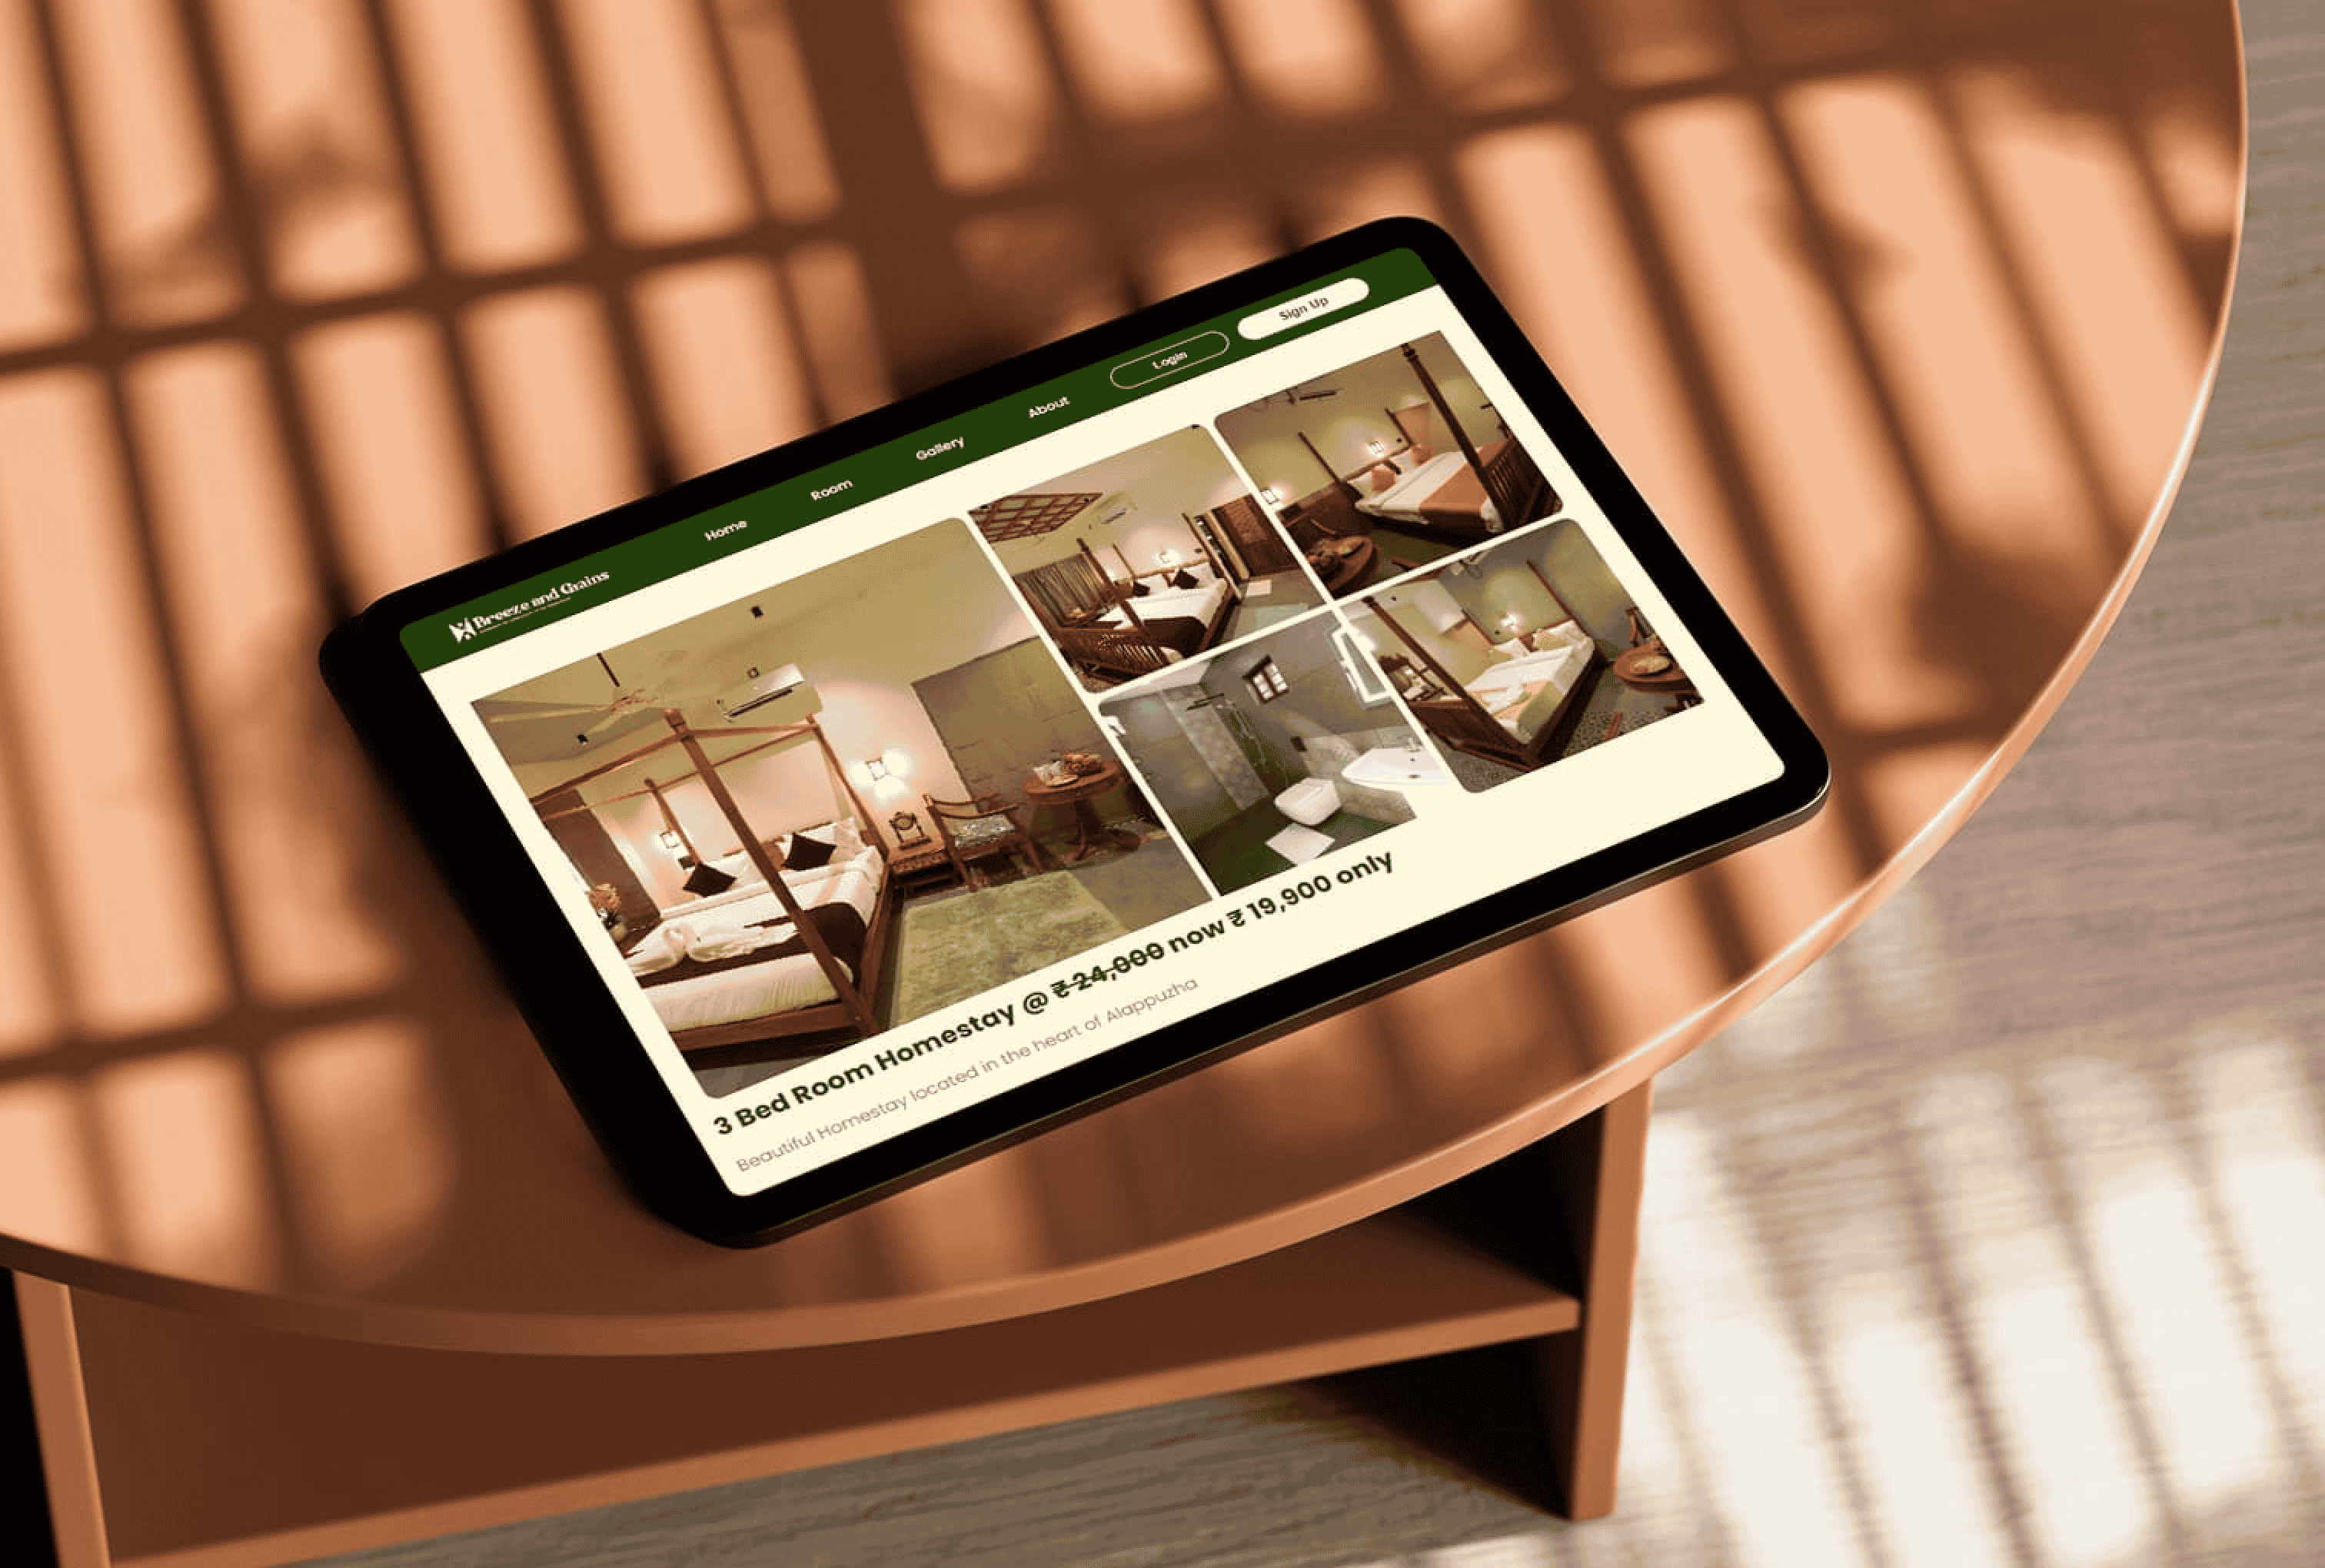 Breeze and Grains
Home
Room
Gallery
About
Login
Sign Up
3 Bed Room Homestay @ ₹ 24,000 now ₹ 19,900 only
Beautiful Homestay located in the heart of Alappuzha